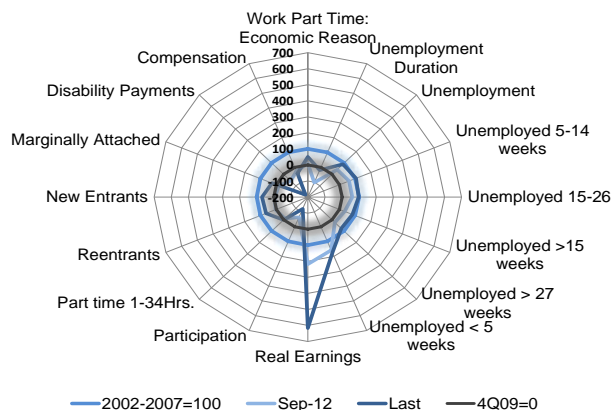 Work Part Time:
Economic Reason
Unemployment
Duration
Unemployment
Unemployed 5-14
weeks
Unemployed 15-26
Unemployed >15
weeks
Unemployed > 27
weeks
Unemployed < 5
weeks
Real Earnings
Participation
Part time 1-34Hrs.
Reentrants
New Entrants
Marginally Attached
Disability Payments
Compensation
700
600
500
400
300
200
100
0
-100
-200
2002-2007=100 Sep-12 Last 4Q09=0